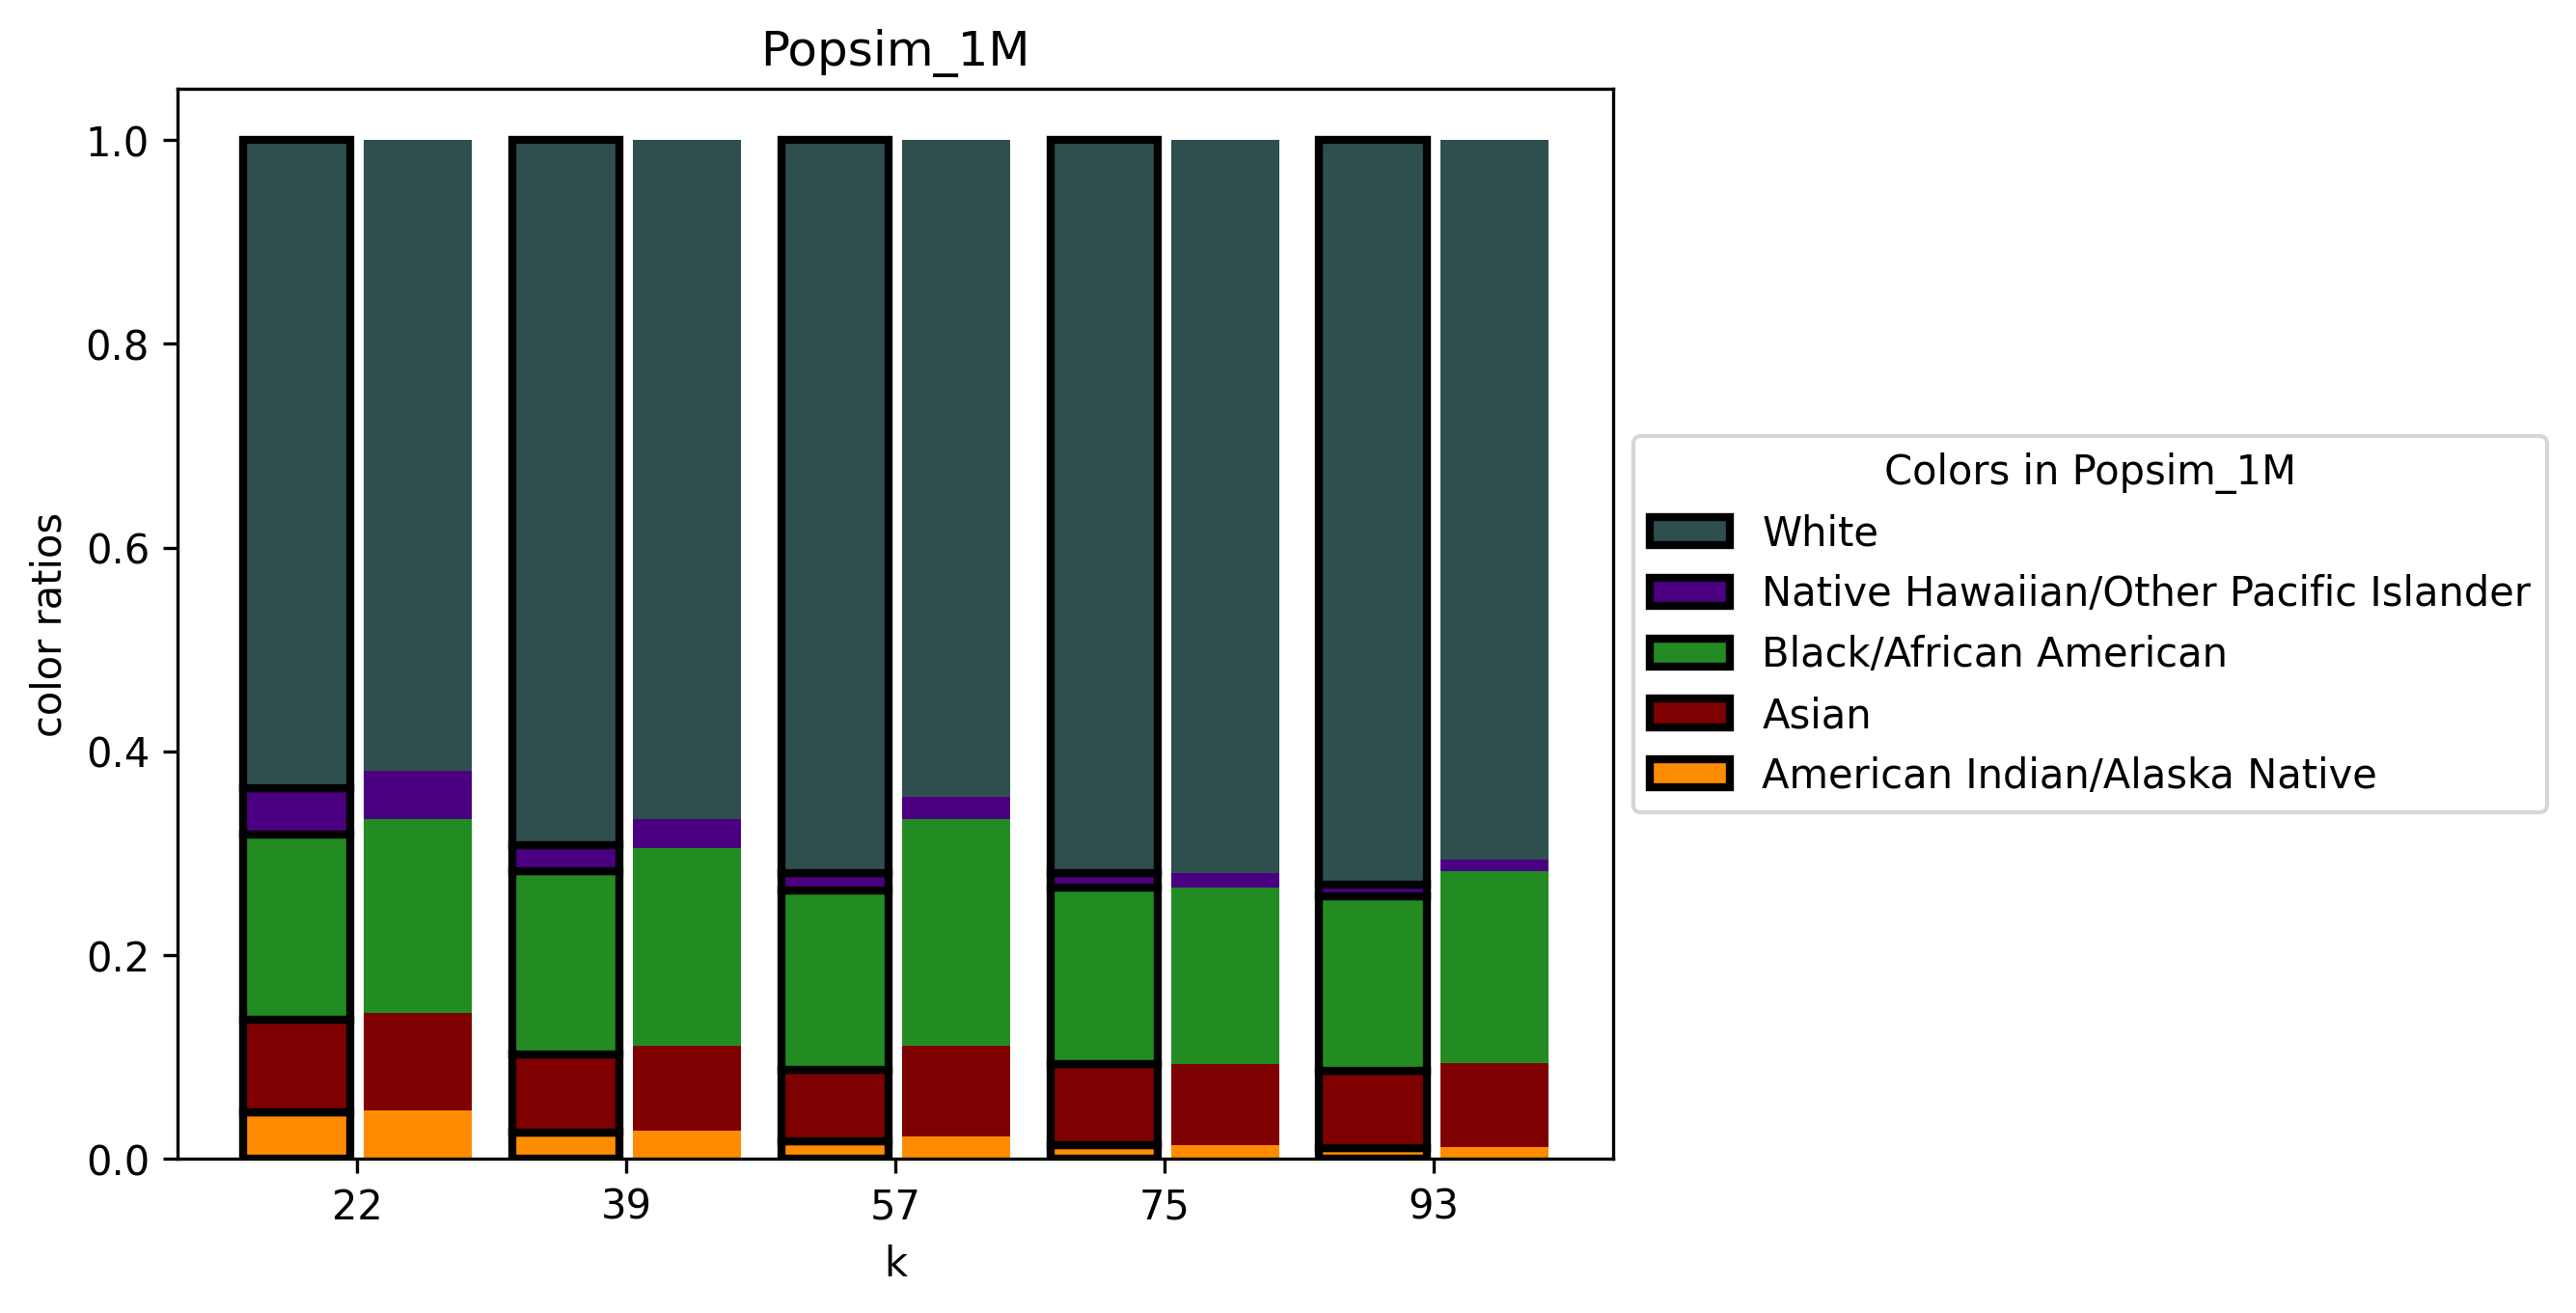 Popsim_1M
1.0
0.8
0.6
0.4
0.2
0.0
color ratios
22 39 57 75 93
k
Colors in Popsim_1M
White
Native Hawaiian/Other Pacific Islander
Black/African American
Asian
American Indian/Alaska Native